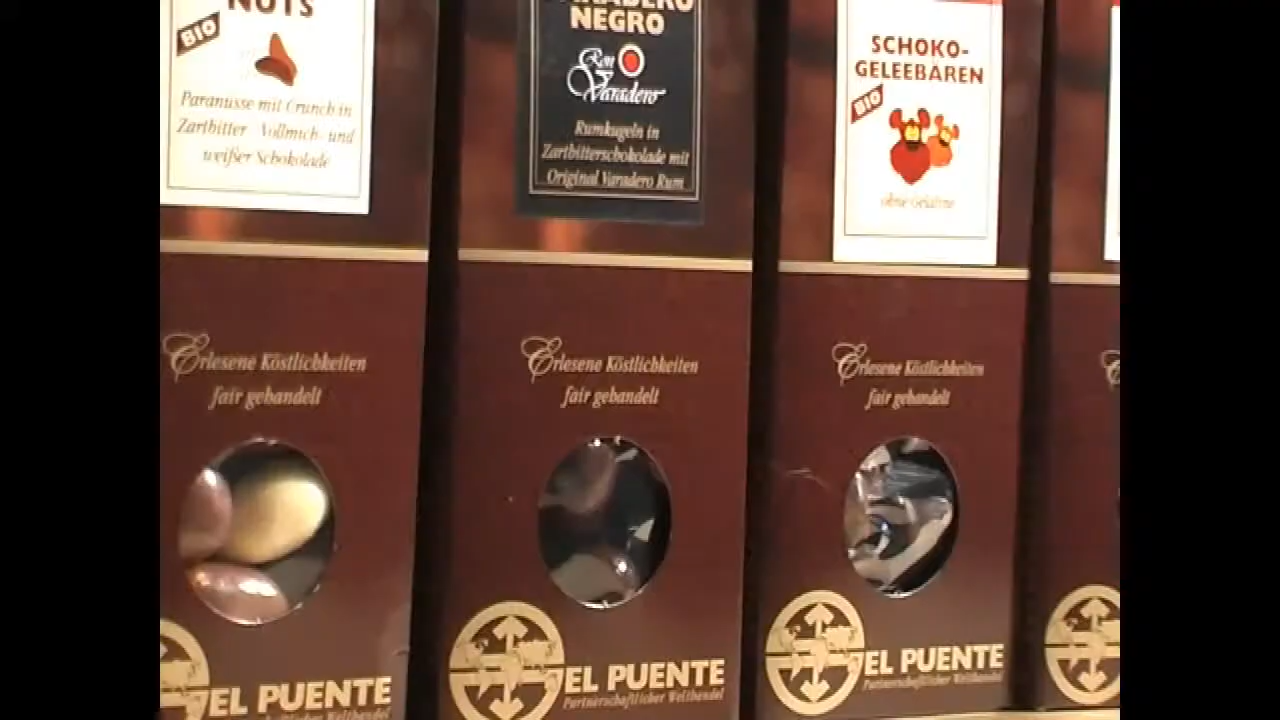 NUTS
BIO
Paranüsse mit Crunch in
Zartbitter- Vollmich- und
weißer Schokolade
VARADERO
NEGRO
Ron
Varadero
Rumkugeln in
Zartbitterschokolade mit
Original Varadero Rum
SCHOKO-
GELEEBÄREN
BIO
ohne Gelatine
Erlesene Köstlichkeiten
fair gehandelt
Erlesene Köstlichkeiten
fair gehandelt
Erlesene Köstlichkeiten
fair gehandelt
EL PUENTE
EL PUENTE
Partnerschaftlicher Welthandel
EL PUENTE
Partnerschaftlicher Welthandel